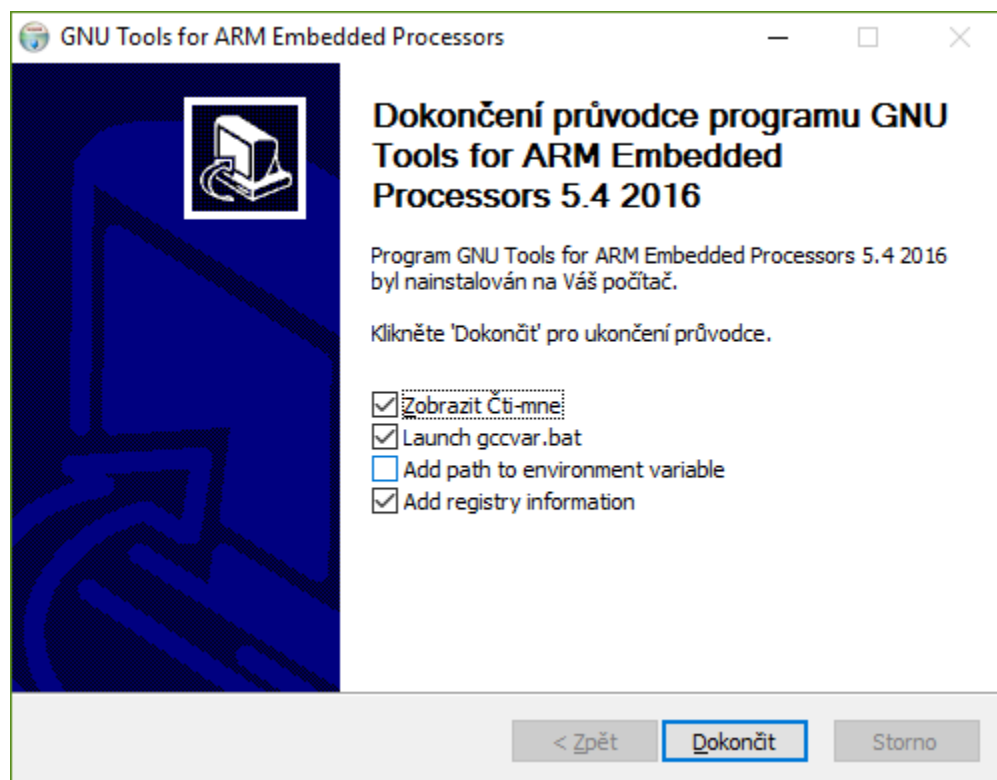 GNU Tools for ARM Embedded Processors
Dokončení průvodce programu GNU
Tools for ARM Embedded
Processors 5.4 2016
Program GNU Tools for ARM Embedded Processors 5.4 2016
byl nainstalován na Váš počítač.
Klikněte 'Dokončit' pro ukončení průvodce.
Zobrazit Čti-mne
Launch gccvar.bat
Add path to environment variable
Add registry information
< Zpět
Dokončit
Storno